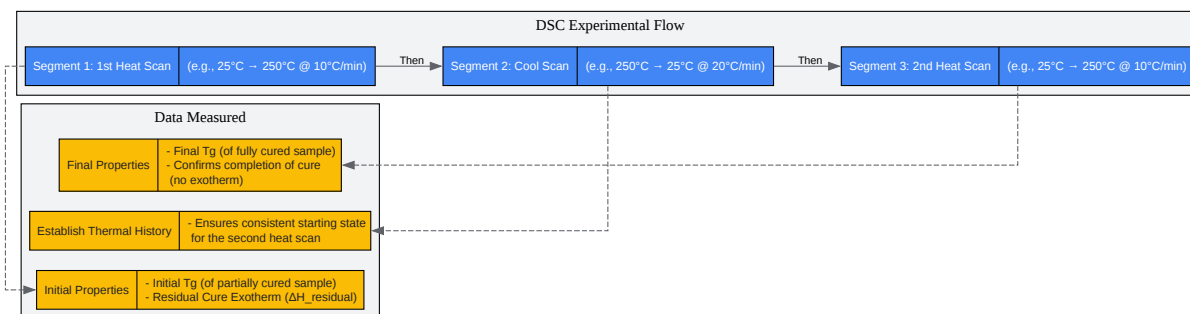 DSC Experimental Flow
Segment 1: 1st Heat Scan
(e.g., 25°C → 250°C @ 10°C/min)
Then
Segment 2: Cool Scan
(e.g., 250°C → 25°C @ 20°C/min)
Then
Segment 3: 2nd Heat Scan
(e.g., 25°C → 250°C @ 10°C/min)
Data Measured
Final Properties
- Final Tg (of fully cured sample)
- Confirms completion of cure
(no exotherm)
Establish Thermal History
- Ensures consistent starting state
for the second heat scan
Initial Properties
- Initial Tg (of partially cured sample)
- Residual Cure Exotherm (ΔH_residual)